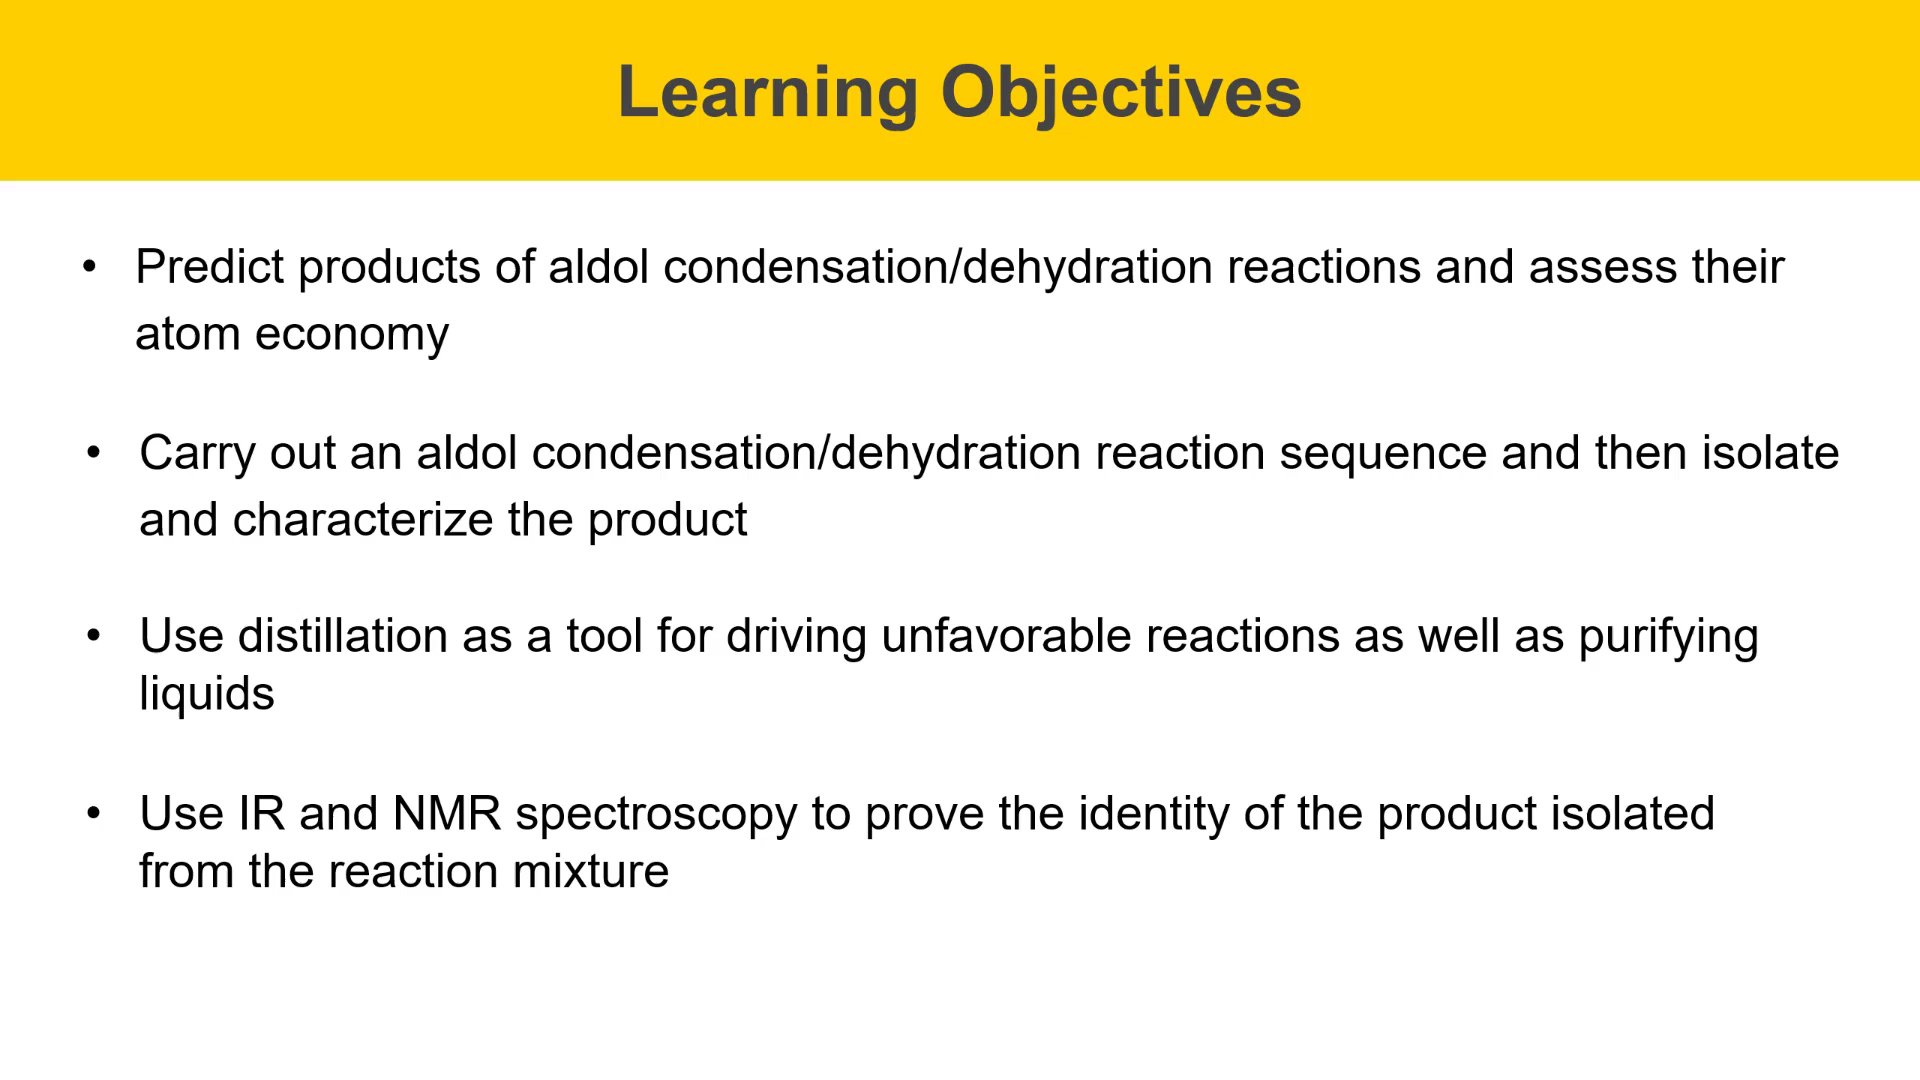 Learning Objectives
• Predict products of aldol condensation/dehydration reactions and assess their
atom economy
• Carry out an aldol condensation/dehydration reaction sequence and then isolate
and characterize the product
• Use distillation as a tool for driving unfavorable reactions as well as purifying
liquids
• Use IR and NMR spectroscopy to prove the identity of the product isolated
from the reaction mixture